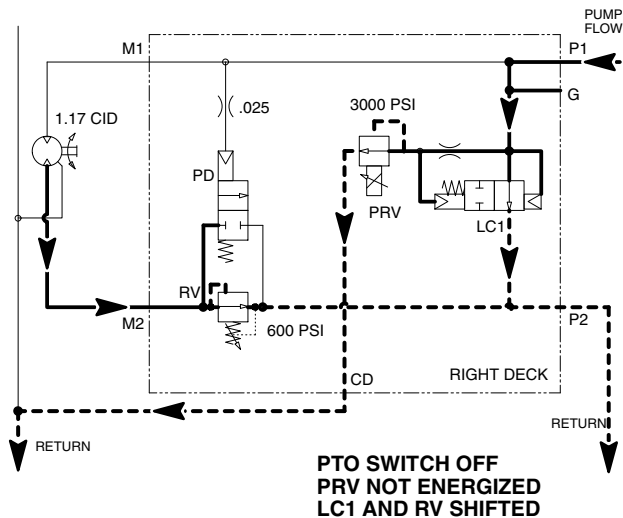 PUMP
FLOW
M1
P1
G
1.17 CID
.025
3000 PSI
PD
PRV
LC1
RV
M2
600 PSI
P2
CD
RIGHT DECK
RETURN
RETURN
PTO SWITCH OFF
PRV NOT ENERGIZED
LC1 AND RV SHIFTED